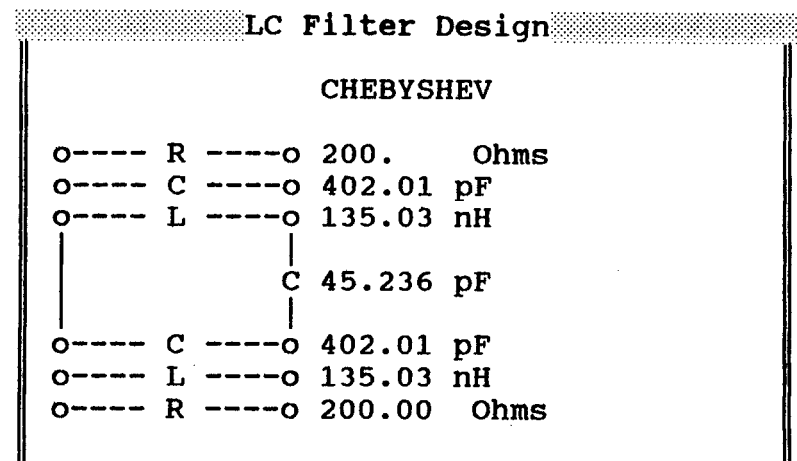 LC Filter Design
CHEBYSHEV
o---- R ----o 200. Ohms
o---- C ----o 402.01 pF
o---- L ----o 135.03 nH
C 45.236 pF
o---- C ----o 402.01 pF
o---- L ----o 135.03 nH
o---- R ----o 200.00 Ohms